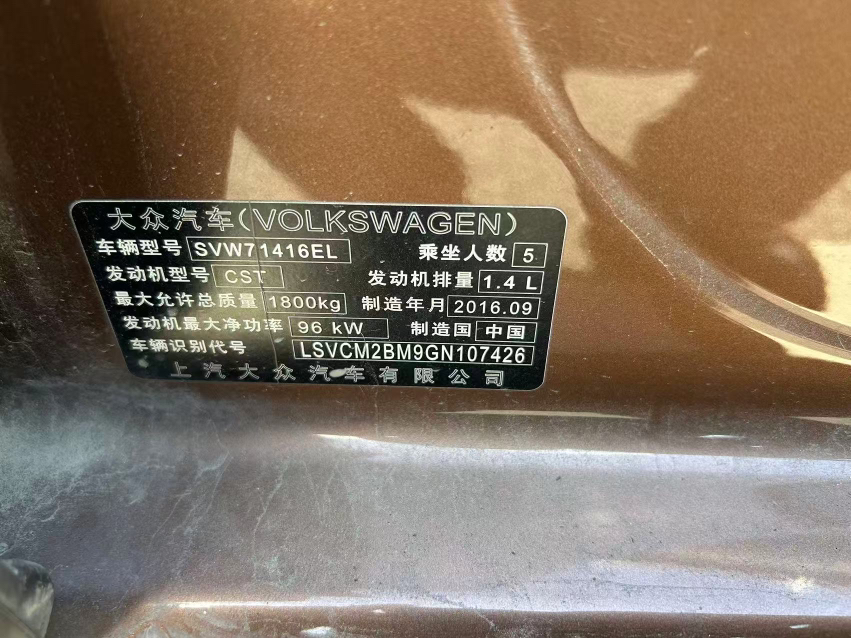 大众汽车(VOLKSWAGEN)
车辆型号 SVW71416EL 乘坐人数 5
发动机型号 CST 发动机排量 1.4 L
最大允许总质量 1800kg 制造年月 2016.09
发动机最大净功率 96 kW 制造国 中国
车辆识别代号 LSVCM2BM9GN107426
上汽大众汽车有限公司